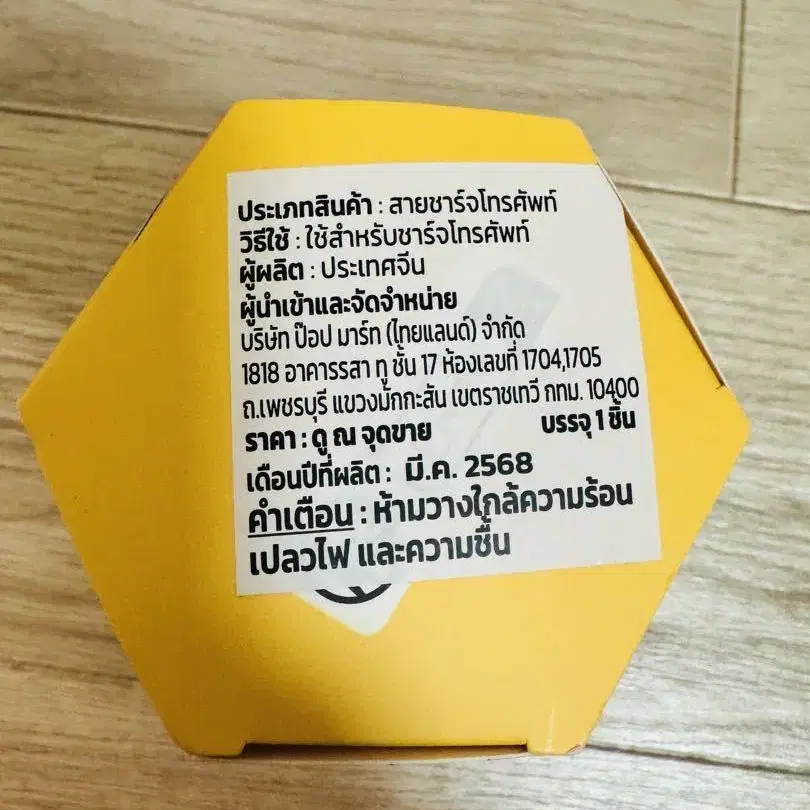 ประเภทสินค้า : สายชาร์จโทรศัพท์
วิธีใช้ : ใช้สำหรับชาร์จโทรศัพท์
ผู้ผลิต : ประเทศจีน
ผู้นำเข้าและจัดจำหน่าย
บริษัท ป๊อป มาร์ท (ไทยแลนด์) จำกัด
1818 อาคารรสา ทู ชั้น 17 ห้องเลขที่ 1704,1705
ถ.เพชรบุรี แขวงมักกะสัน เขตราชเทวี กทม. 10400
ราคา : ดู ณ จุดขาย บรรจุ 1 ชิ้น
เดือนปีที่ผลิต : มี.ค. 2568
คำเตือน : ห้ามวางใกล้ความร้อน
เปลวไฟ และความชื้น